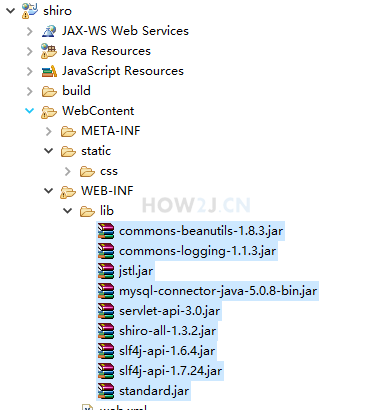 shiro
JAX-WS Web Services
Java Resources
JavaScript Resources
build
WebContent
META-INF
static
css
WEB-INF
lib
HOW2J.CN
commons-beanutils-1.8.3.jar
commons-logging-1.1.3.jar
jstl.jar
mysql-connector-java-5.0.8-bin.jar
servlet-api-3.0.jar
shiro-all-1.3.2.jar
slf4j-api-1.6.4.jar
slf4j-api-1.7.24.jar
standard.jar